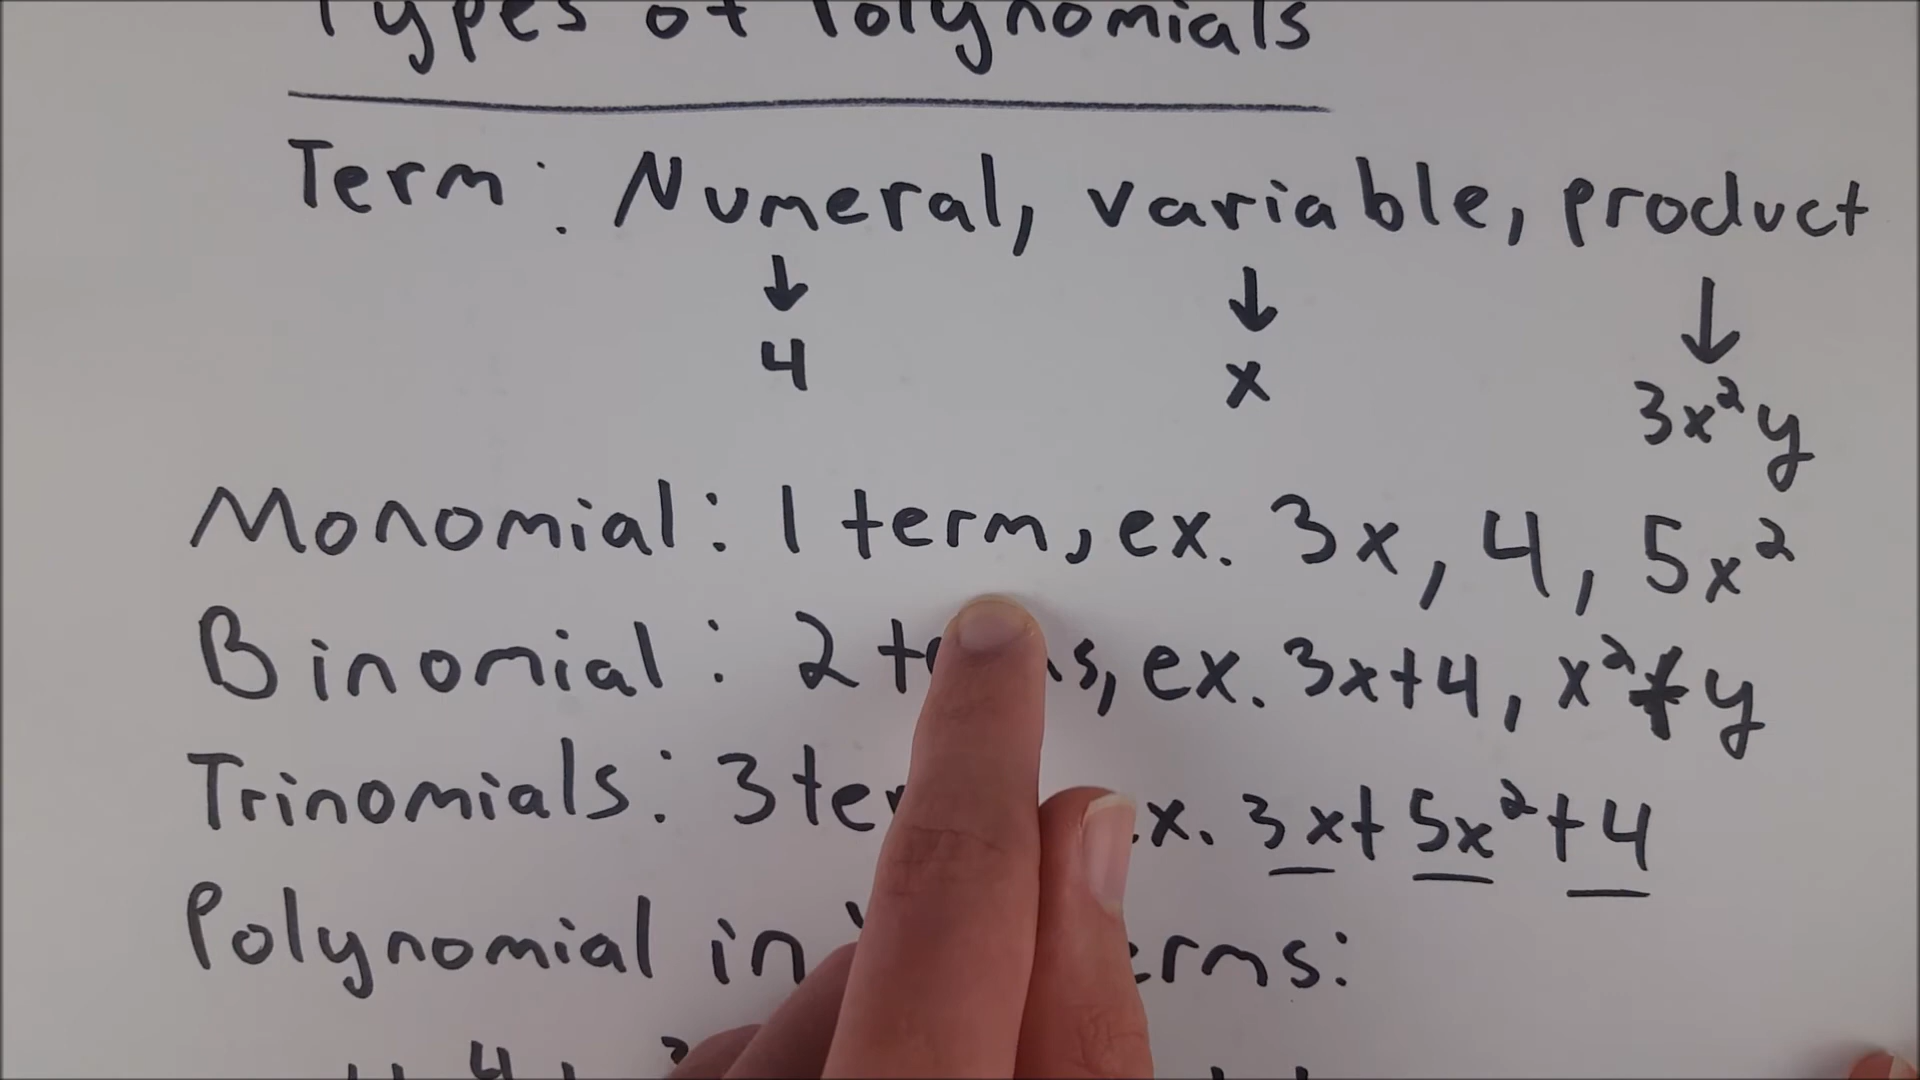 Types of Polynomials
Term: Numeral, variable, product
↓ ↓ ↓
4 x 3x²y
Monomial: 1 term, ex. 3x, 4, 5x²
Binomial: 2 ex. 3x+4, x²+y
Trinomials: 3 3x+5x²+4
Polynomial in